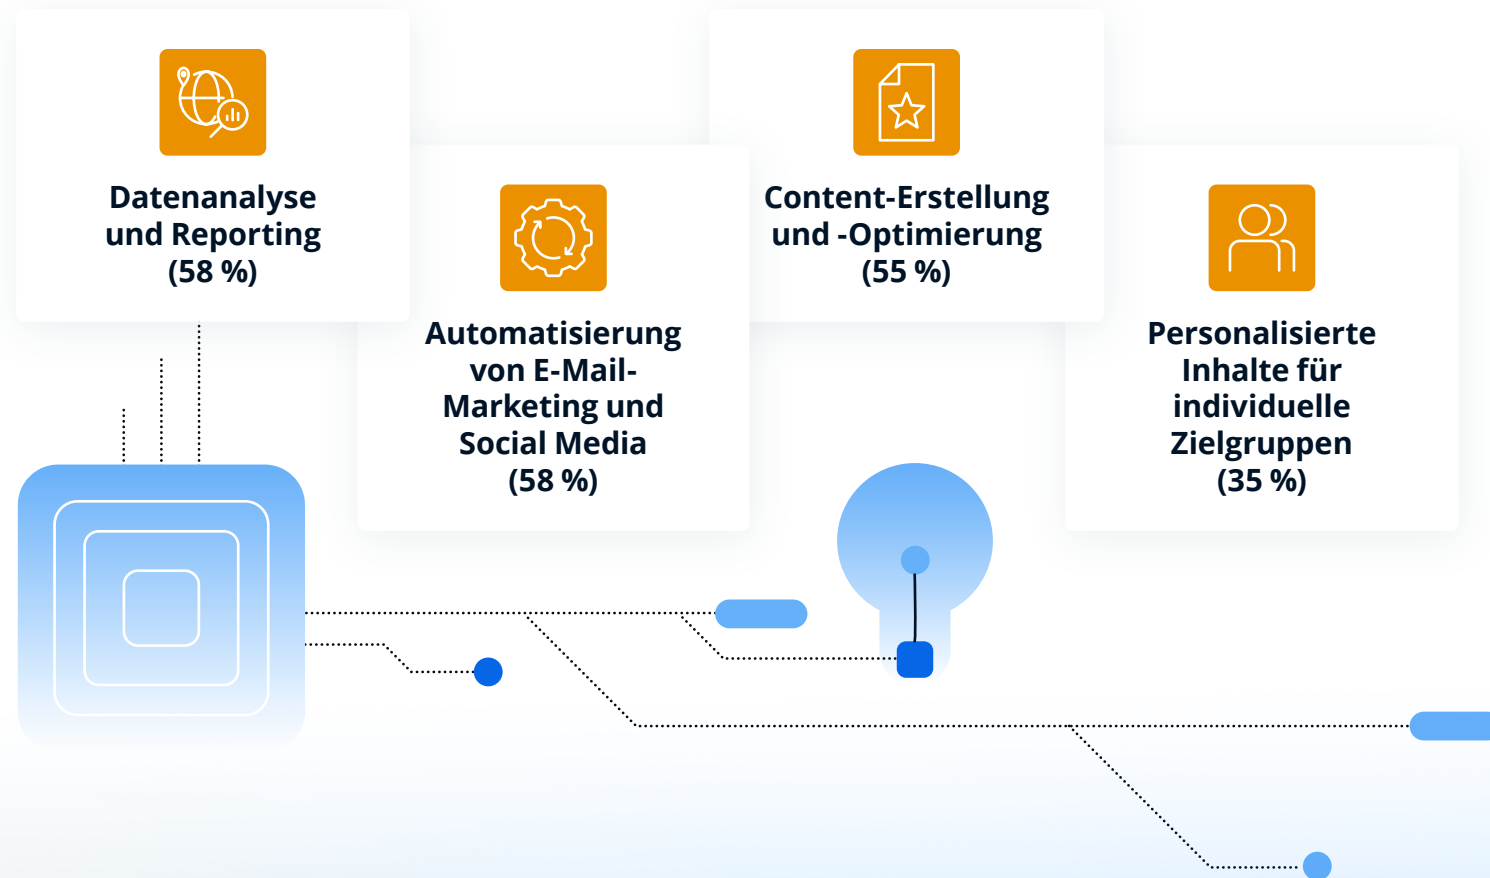 Datenanalyse
und Reporting
(58 %)
Automatisierung
von E-Mail-
Marketing und
Social Media
(58 %)
Content-Erstellung
und -Optimierung
(55 %)
Personalisierte
Inhalte für
individuelle
Zielgruppen
(35 %)